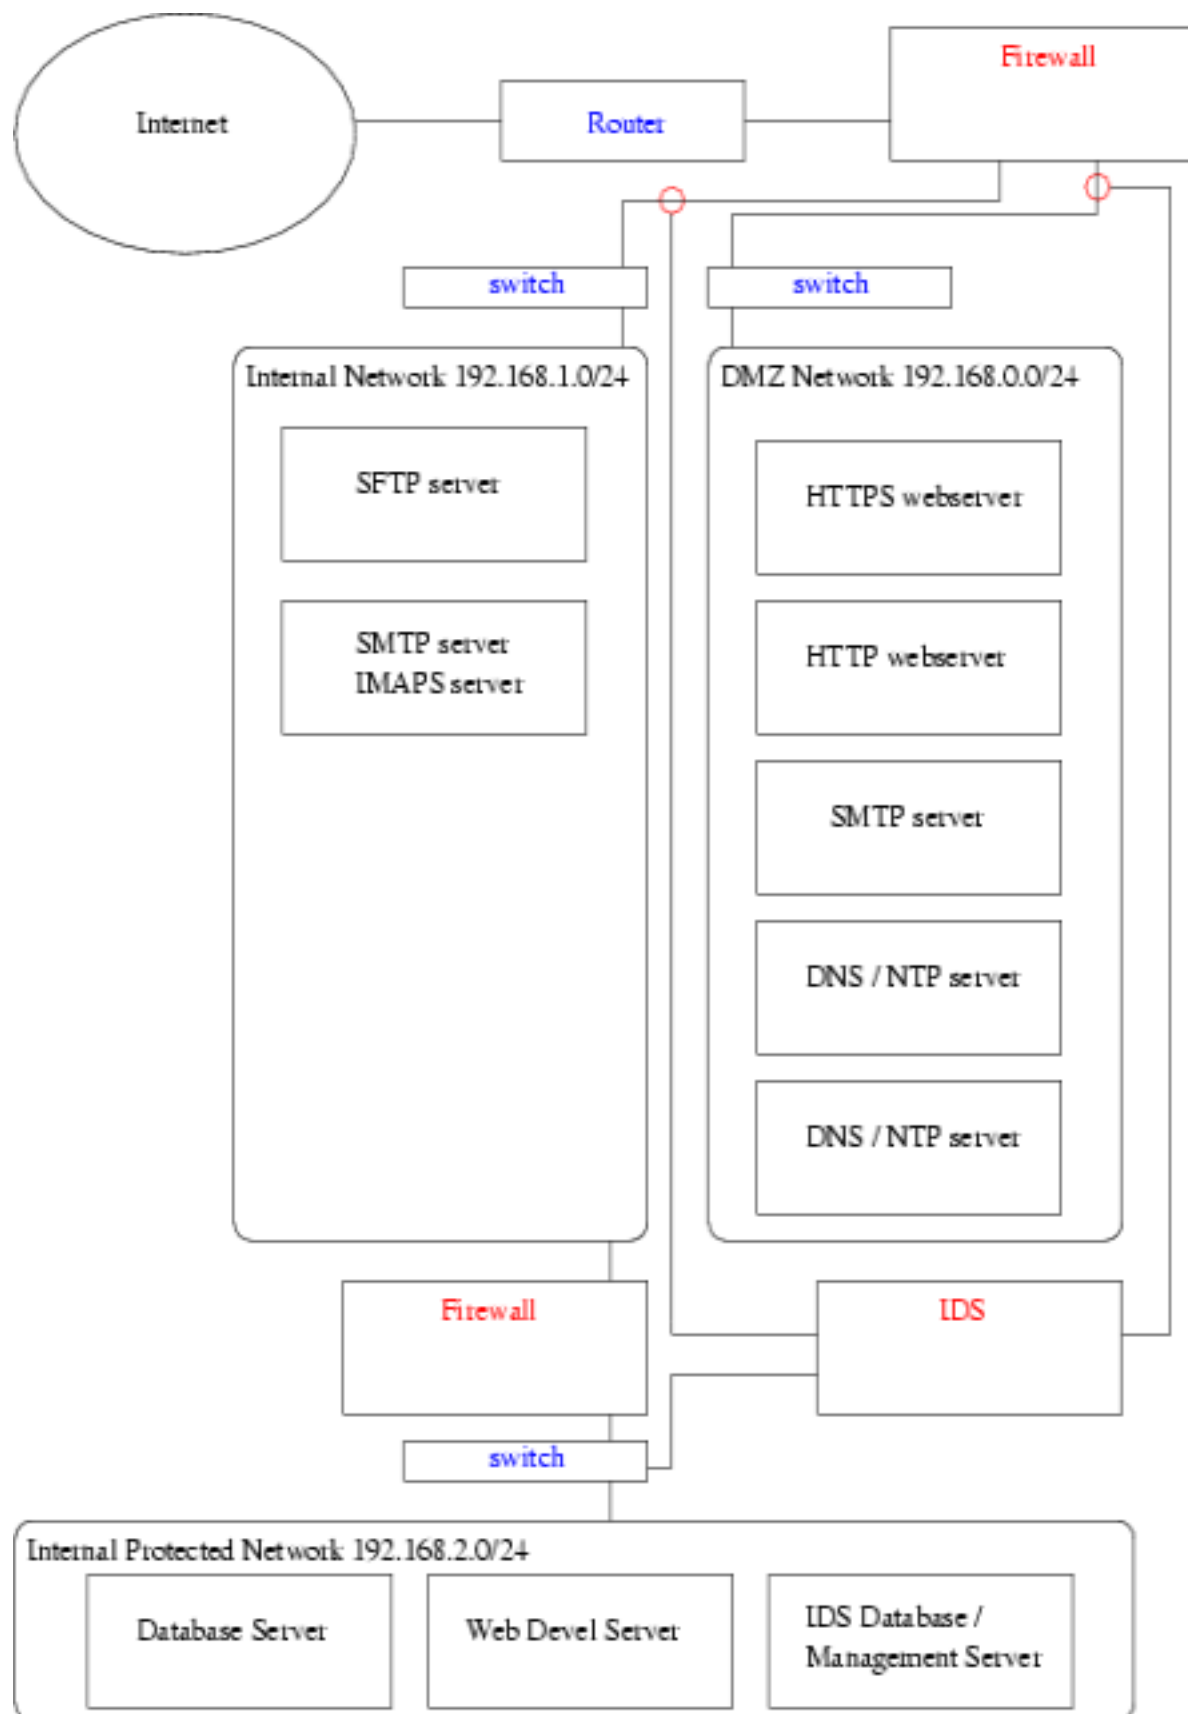 Internet
Router
Firewall
switch
switch
Internal Network 192.168.1.0/24
SFTP server
SMTP server
IMAPS server
DMZ Network 192.168.0.0/24
HTTPS webserver
HTTP webserver
SMTP server
DNS / NTP server
DNS / NTP server
Firewall
IDS
switch
Internal Protected Network 192.168.2.0/24
Database Server
Web Devel Server
IDS Database /
Management Server